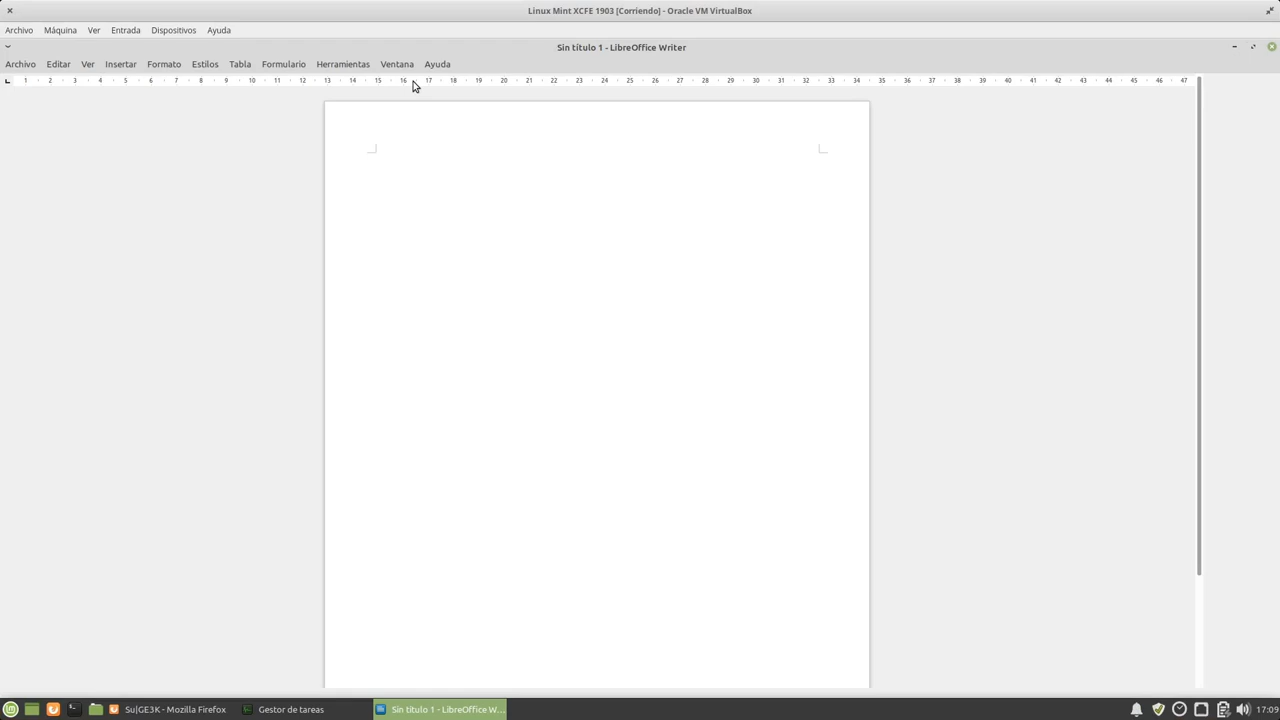 Linux Mint XCFE 1903 [Corriendo] - Oracle VM VirtualBox
Archivo Máquina Ver Entrada Dispositivos Ayuda
Sin título 1 - LibreOffice Writer
Archivo Editar Ver Insertar Formato Estilos Tabla Formulario Herramientas Ventana Ayuda
1 2 3 4 5 6 7 8 9 10 11 12 13 14 15 16 17 18 19 20 21 22 23 24 25 26 27 28 29 30 31 32 33 34 35 36 37 38 39 40 41 42 43 44 45 46 47
Su|GE3K - Mozilla Firefox Gestor de tareas Sin título 1 - LibreOffice W... 17:09